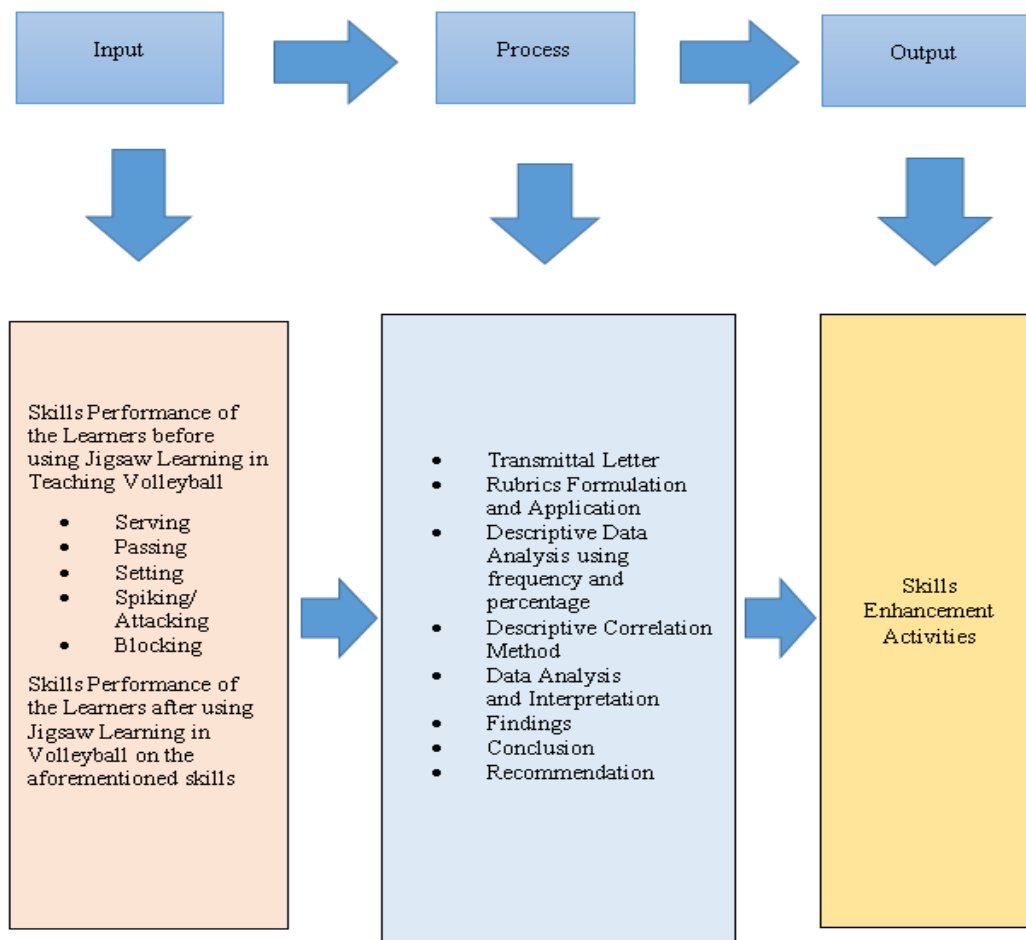 Input
Process
Output
Skills Performance of
the Learners before
using Jigsaw Learning in
Teaching Volleyball
• Serving
• Passing
• Setting
• Spiking/
Attacking
• Blocking
Skills Performance of
the Learners after using
Jigsaw Learning in
Volleyball on the
aforementioned skills
• Transmittal Letter
• Rubrics Formulation
and Application
• Descriptive Data
Analysis using
frequency and
percentage
• Descriptive Correlation
Method
• Data Analysis
and Interpretation
• Findings
• Conclusion
• Recommendation
Skills
Enhancement
Activities